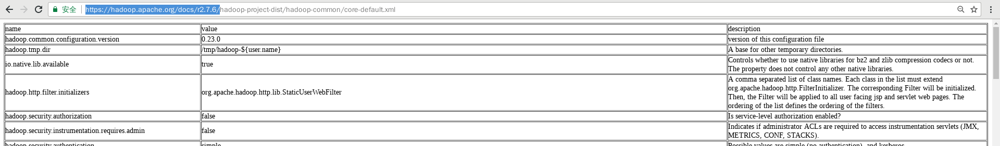 安全 https://hadoop.apache.org/docs/r2.7.6/hadoop-project-dist/hadoop-common/core-default.xml
name value description
hadoop.common.configuration.version 0.23.0 version of this configuration file
hadoop.tmp.dir /tmp/hadoop-${user.name} A base for other temporary directories.
io.native.lib.available true Controls whether to use native libraries for bz2 and zlib compression codecs or not.
The property does not control any other native libraries.
hadoop.http.filter.initializers org.apache.hadoop.http.lib.StaticUserWebFilter A comma separated list of class names. Each class in the list must extend
org.apache.hadoop.http.FilterInitializer. The corresponding Filter will be initialized.
Then, the Filter will be applied to all user facing jsp and servlet web pages. The
ordering of the list defines the ordering of the filters.
hadoop.security.authorization false Is service-level authorization enabled?
hadoop.security.instrumentation.requires.admin false Indicates if administrator ACLs are required to access instrumentation servlets (JMX,
METRICS, CONF, STACKS).
hadoop.security.authentication simple Possible values are simple (no authentication), and kerberos